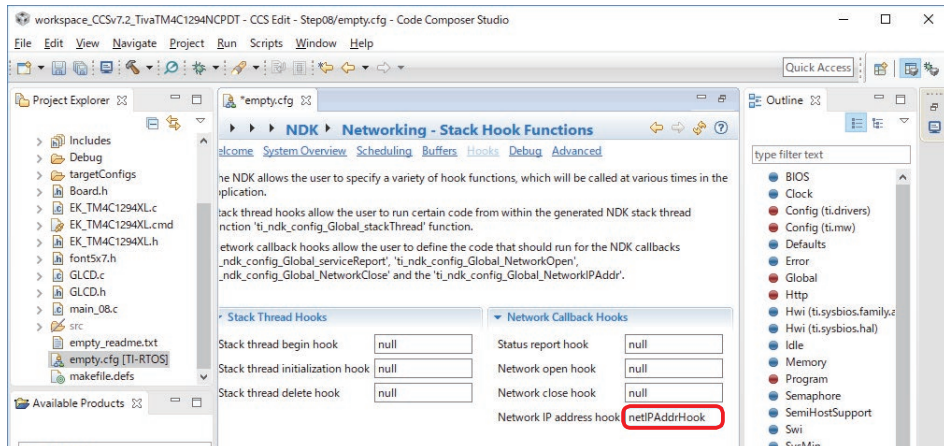 workspace_CCSv7.2_TivaTM4C1294NCPDT - CCS Edit - Step08/empty.cfg - Code Composer Studio
File Edit View Navigate Project Run Scripts Window Help
Quick Access
Project Explorer
Includes
Debug
targetConfigs
Board.h
EK_TM4C1294XL.c
EK_TM4C1294XL.cmd
EK_TM4C1294XL.h
font5x7.h
GLCD.c
GLCD.h
main_08.c
src
empty_readme.txt
empty.cfg [TI-RTOS]
makefile.defs
Available Products
*empty.cfg
NDK Networking - Stack Hook Functions
elcome System Overview Scheduling Buffers Hooks Debug Advanced
he NDK allows the user to specify a variety of hook functions, which will be called at various times in the
pplication.
tack thread hooks allow the user to run certain code from within the generated NDK stack thread
nction 'ti_ndk_config_Global_stackThread' function.
etwork callback hooks allow the user to define the code that should run for the NDK callbacks
_ndk_config_Global_serviceReport', 'ti_ndk_config_Global_NetworkOpen',
_ndk_config_Global_NetworkClose' and the 'ti_ndk_config_Global_NetworkIPAddr'.
Stack Thread Hooks
Stack thread begin hook null
Stack thread initialization hook null
Stack thread delete hook null
Network Callback Hooks
Status report hook null
Network open hook null
Network close hook null
Network IP address hook netIPAddrHook
Outline
type filter text
BIOS
Clock
Config (ti.drivers)
Config (ti.mw)
Defaults
Error
Global
Http
Hwi (ti.sysbios.family.a
Hwi (ti.sysbios.hal)
Idle
Memory
Program
Semaphore
SemiHostSupport
Swi
SysMin